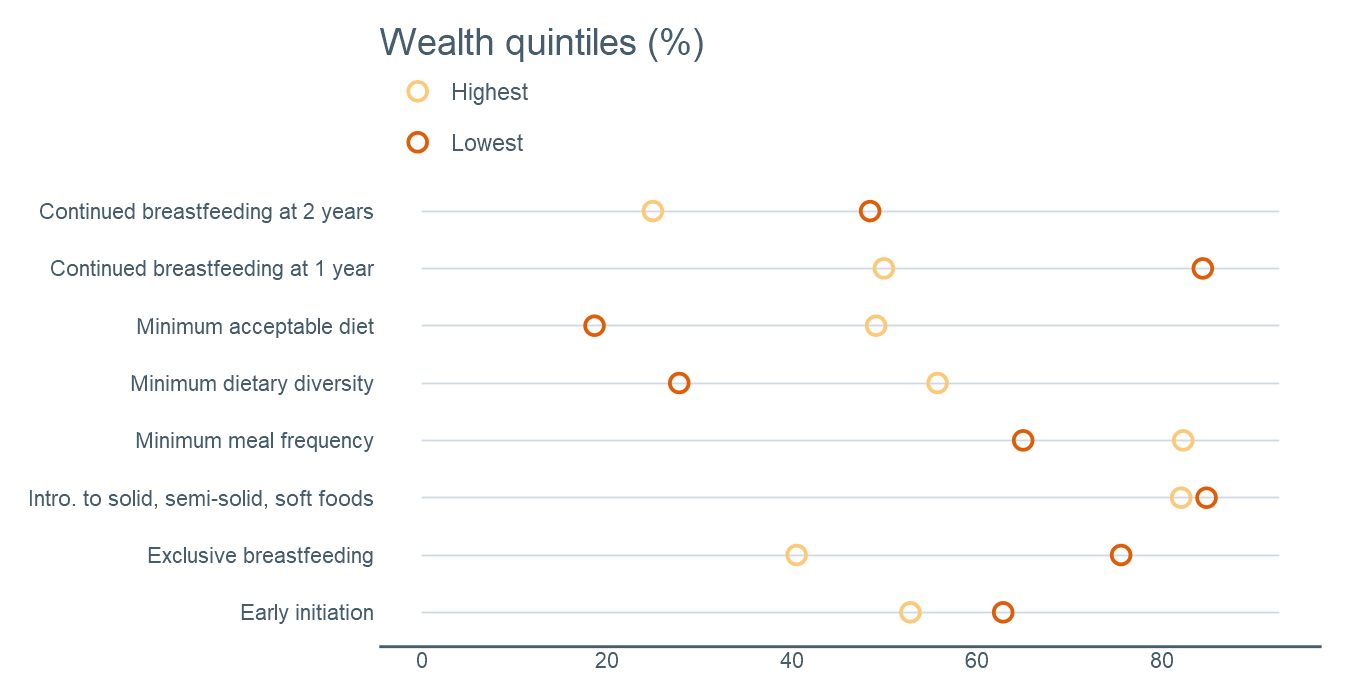 Wealth quintiles (%)
Highest
Lowest
Continued breastfeeding at 2 years
Continued breastfeeding at 1 year
Minimum acceptable diet
Minimum dietary diversity
Minimum meal frequency
Intro. to solid, semi-solid, soft foods
Exclusive breastfeeding
Early initiation
0 20 40 60 80